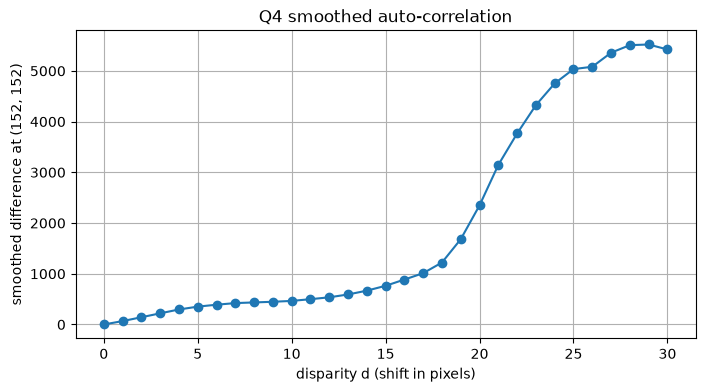 Q4 smoothed auto-correlation
smoothed difference at (152, 152)
5000
4000
3000
2000
1000
0
0 5 10 15 20 25 30
disparity d (shift in pixels)